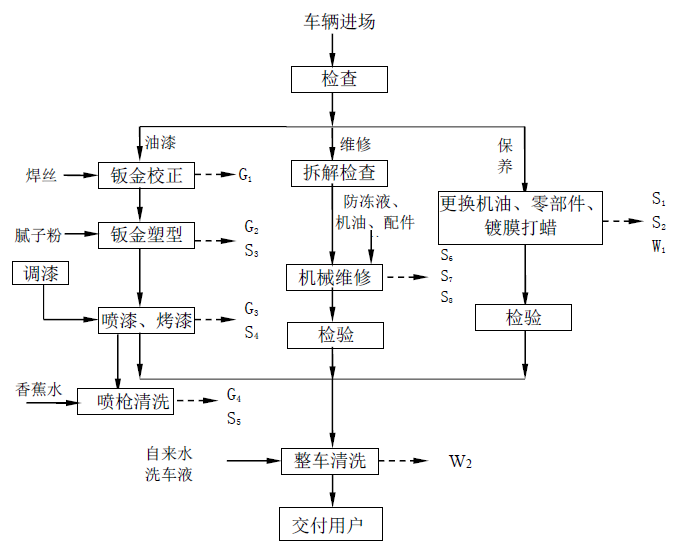 车辆进场
检查
油漆
维修
保
养
焊丝
钣金校正
G₁
拆解检查
更换机油、零部件、
镀膜打蜡
S₁
S₂
W₁
防冻液、
机油、配件
腻子粉
钣金塑型
G₂
S₃
调漆
机械维修
S₆
S₇
S₈
喷漆、烤漆
G₃
S₄
检验
检验
香蕉水
喷枪清洗
G₄
S₅
自来水
洗车液
整车清洗
W₂
交付用户